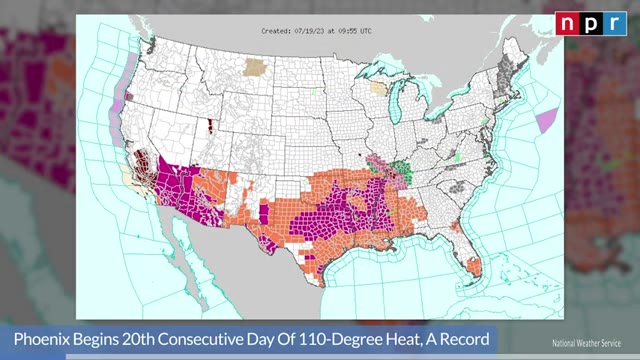 Created: 07/19/23 at 09:55 UTC
npr
Phoenix Begins 20th Consecutive Day Of 110-Degree Heat, A Record
National Weather Service